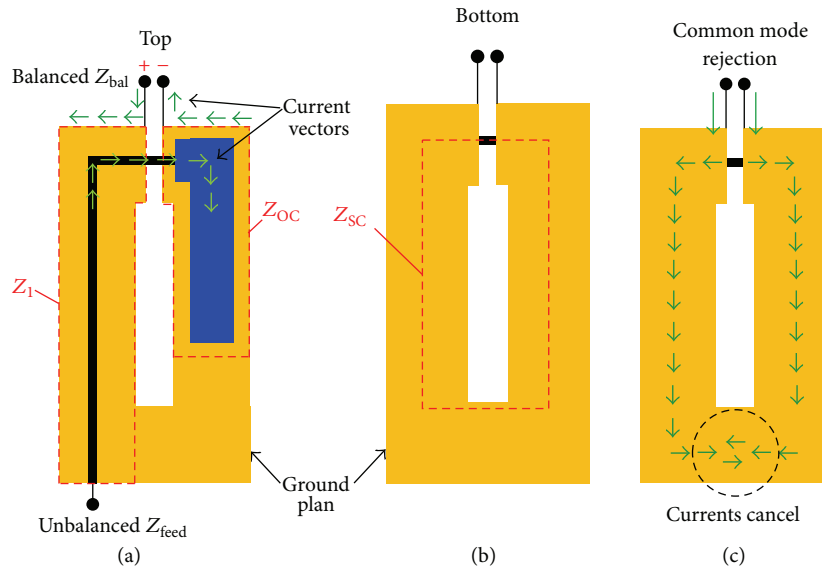 Top
+ −
Balanced Z_bal
Current
vectors
Z_OC
Z_1
Unbalanced Z_feed
(a)
Bottom
Z_SC
Ground
plan
(b)
Common mode
rejection
Currents cancel
(c)